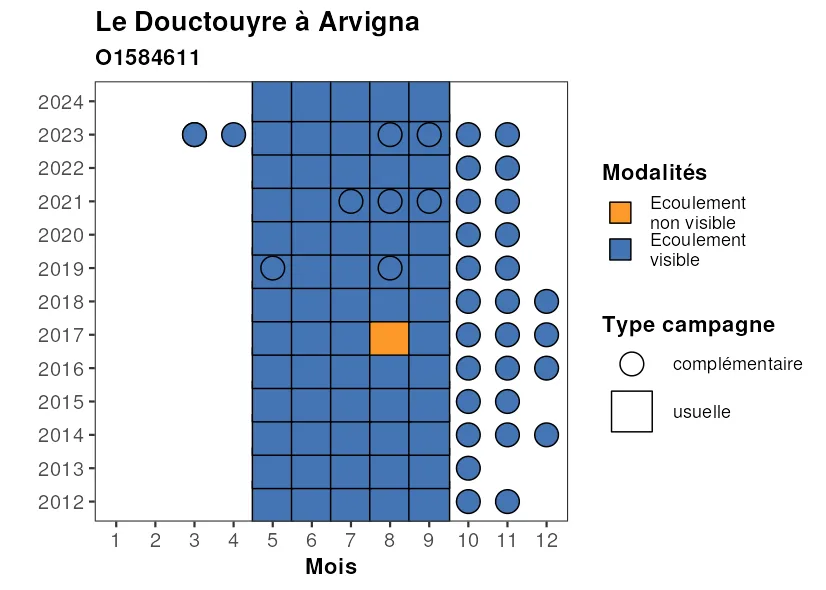 Le Douctouyre à Arvigna
O1584611
2024
2023
2022
2021
2020
2019
2018
2017
2016
2015
2014
2013
2012
1 2 3 4 5 6 7 8 9 10 11 12
Mois
Modalités
Ecoulement
non visible
Ecoulement
visible
Type campagne
complémentaire
usuelle